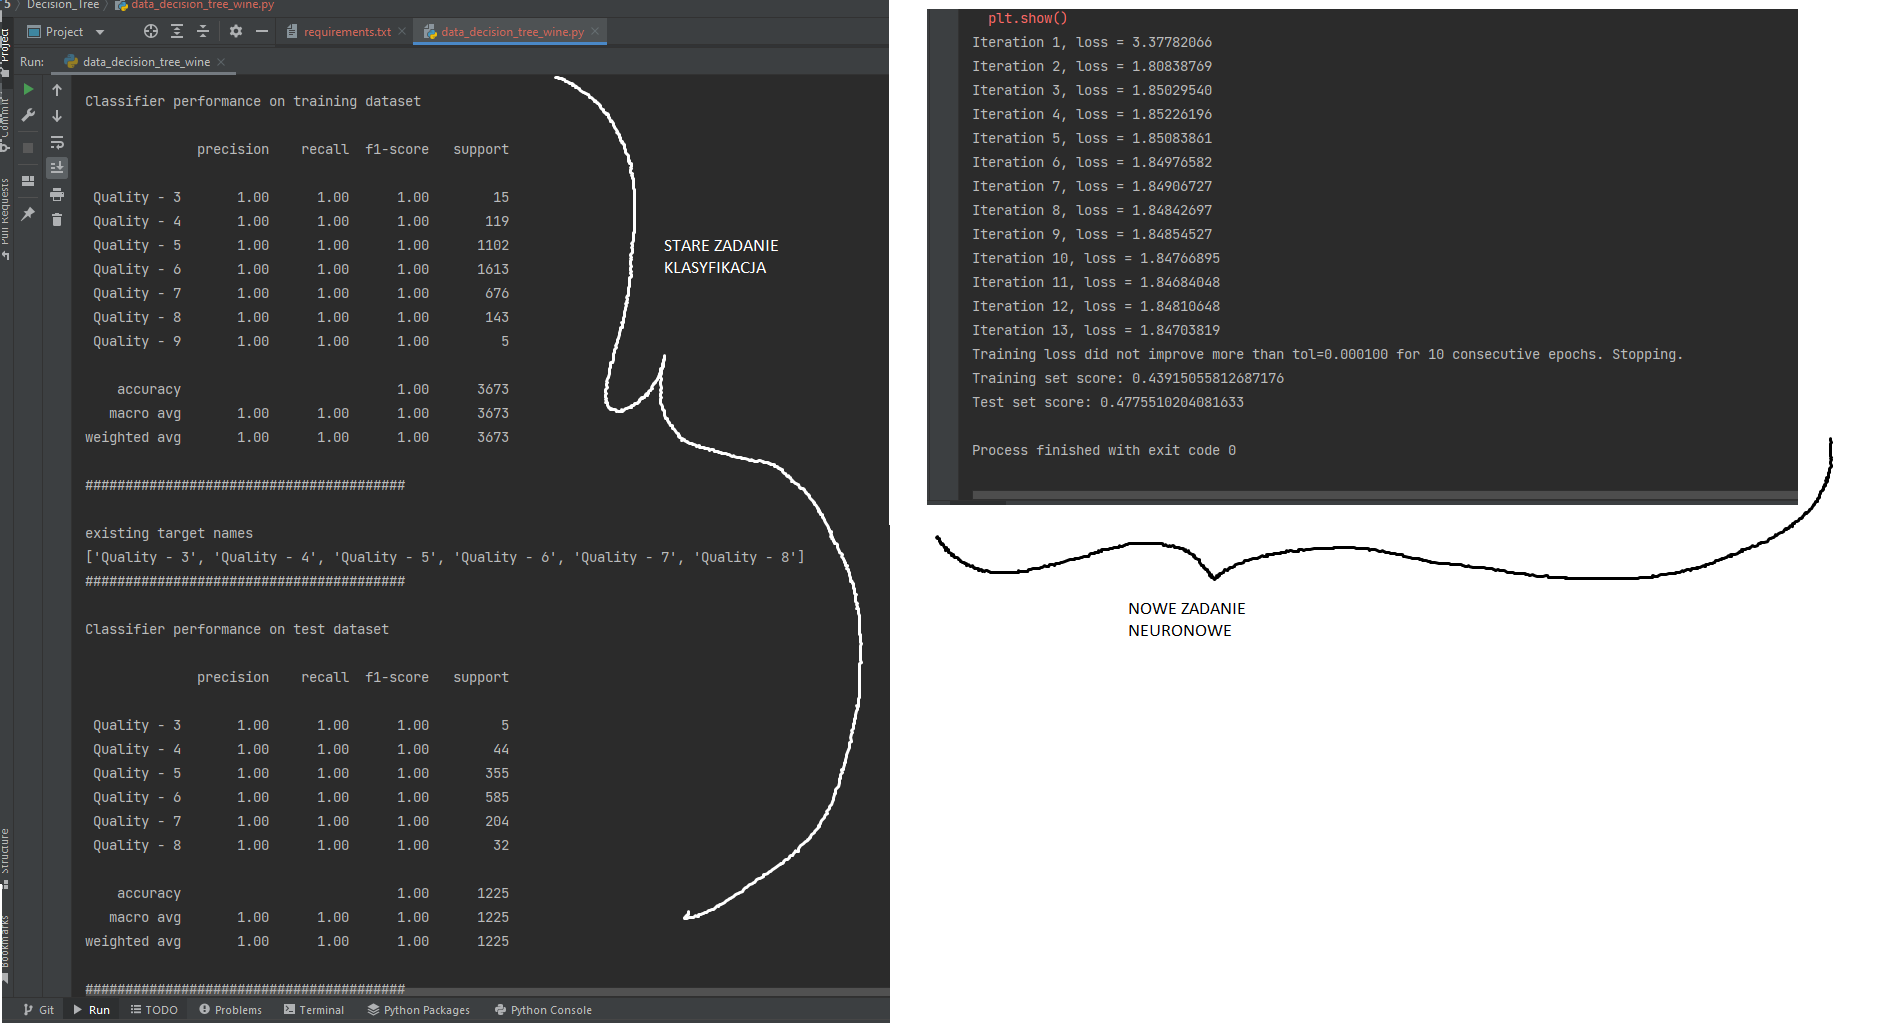 5 Decision_Tree data_decision_tree_wine.py
Project requirements.txt data_decision_tree_wine.py
Run: data_decision_tree_wine
Project
Commit
Pull Requests
Structure
Bookmarks
Classifier performance on training dataset
precision recall f1-score support
Quality - 3 1.00 1.00 1.00 15
Quality - 4 1.00 1.00 1.00 119
Quality - 5 1.00 1.00 1.00 1102
Quality - 6 1.00 1.00 1.00 1613
Quality - 7 1.00 1.00 1.00 676
Quality - 8 1.00 1.00 1.00 143
Quality - 9 1.00 1.00 1.00 5
accuracy 1.00 3673
macro avg 1.00 1.00 1.00 3673
weighted avg 1.00 1.00 1.00 3673
########################################
existing target names
['Quality - 3', 'Quality - 4', 'Quality - 5', 'Quality - 6', 'Quality - 7', 'Quality - 8']
########################################
Classifier performance on test dataset
precision recall f1-score support
Quality - 3 1.00 1.00 1.00 5
Quality - 4 1.00 1.00 1.00 44
Quality - 5 1.00 1.00 1.00 355
Quality - 6 1.00 1.00 1.00 585
Quality - 7 1.00 1.00 1.00 204
Quality - 8 1.00 1.00 1.00 32
accuracy 1.00 1225
macro avg 1.00 1.00 1.00 1225
weighted avg 1.00 1.00 1.00 1225
########################################
Git Run TODO Problems Terminal Python Packages Python Console
STARE ZADANIE
KLASYFIKACJA
plt.show()
Iteration 1, loss = 3.37782066
Iteration 2, loss = 1.80838769
Iteration 3, loss = 1.85029540
Iteration 4, loss = 1.85226196
Iteration 5, loss = 1.85083861
Iteration 6, loss = 1.84976582
Iteration 7, loss = 1.84906727
Iteration 8, loss = 1.84842697
Iteration 9, loss = 1.84854527
Iteration 10, loss = 1.84766895
Iteration 11, loss = 1.84684048
Iteration 12, loss = 1.84810648
Iteration 13, loss = 1.84703819
Training loss did not improve more than tol=0.000100 for 10 consecutive epochs. Stopping.
Training set score: 0.43915055812687176
Test set score: 0.4775510204081633
Process finished with exit code 0
NOWE ZADANIE
NEURONOWE